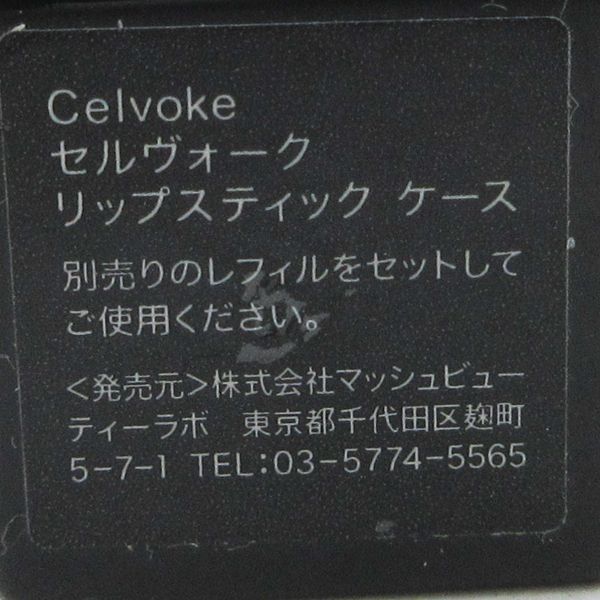 Celvoke
セルヴォーク
リップスティック ケース
別売りのレフィルをセットして
ご使用ください。
<発売元>株式会社マッシュビュー
ティーラボ　東京都千代田区麹町
5-7-1 TEL:03-5774-5565